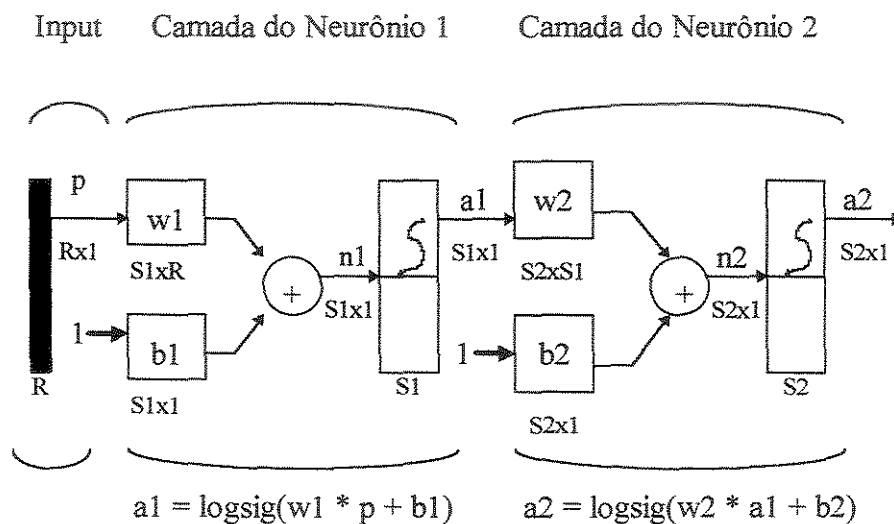 Input Camada do Neurônio 1 Camada do Neurônio 2
p
w1
a1
w2
a2
Rx1
S1xR
n1
S1x1
S2xS1
n2
S2x1
+
S1x1
+
S2x1
1
b1
1
b2
R
S1x1
S1
S2x1
S2
a1 = logsig(w1 * p + b1) a2 = logsig(w2 * a1 + b2)